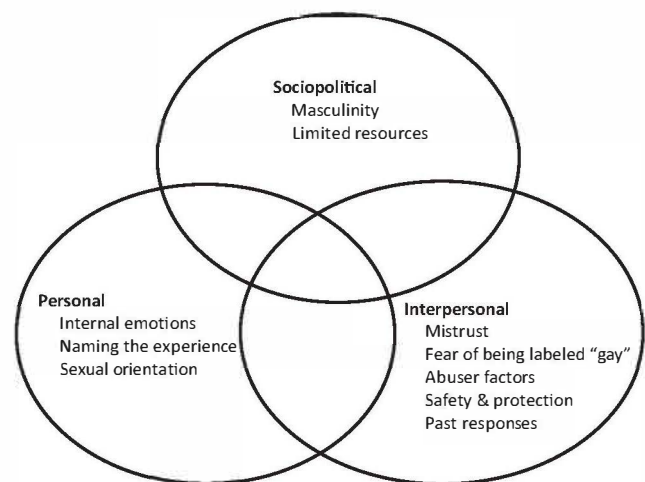 Sociopolitical
Masculinity
Limited resources
Personal
Internal emotions
Naming the experience
Sexual orientation
Interpersonal
Mistrust
Fear of being labeled “gay”
Abuser factors
Safety & protection
Past responses